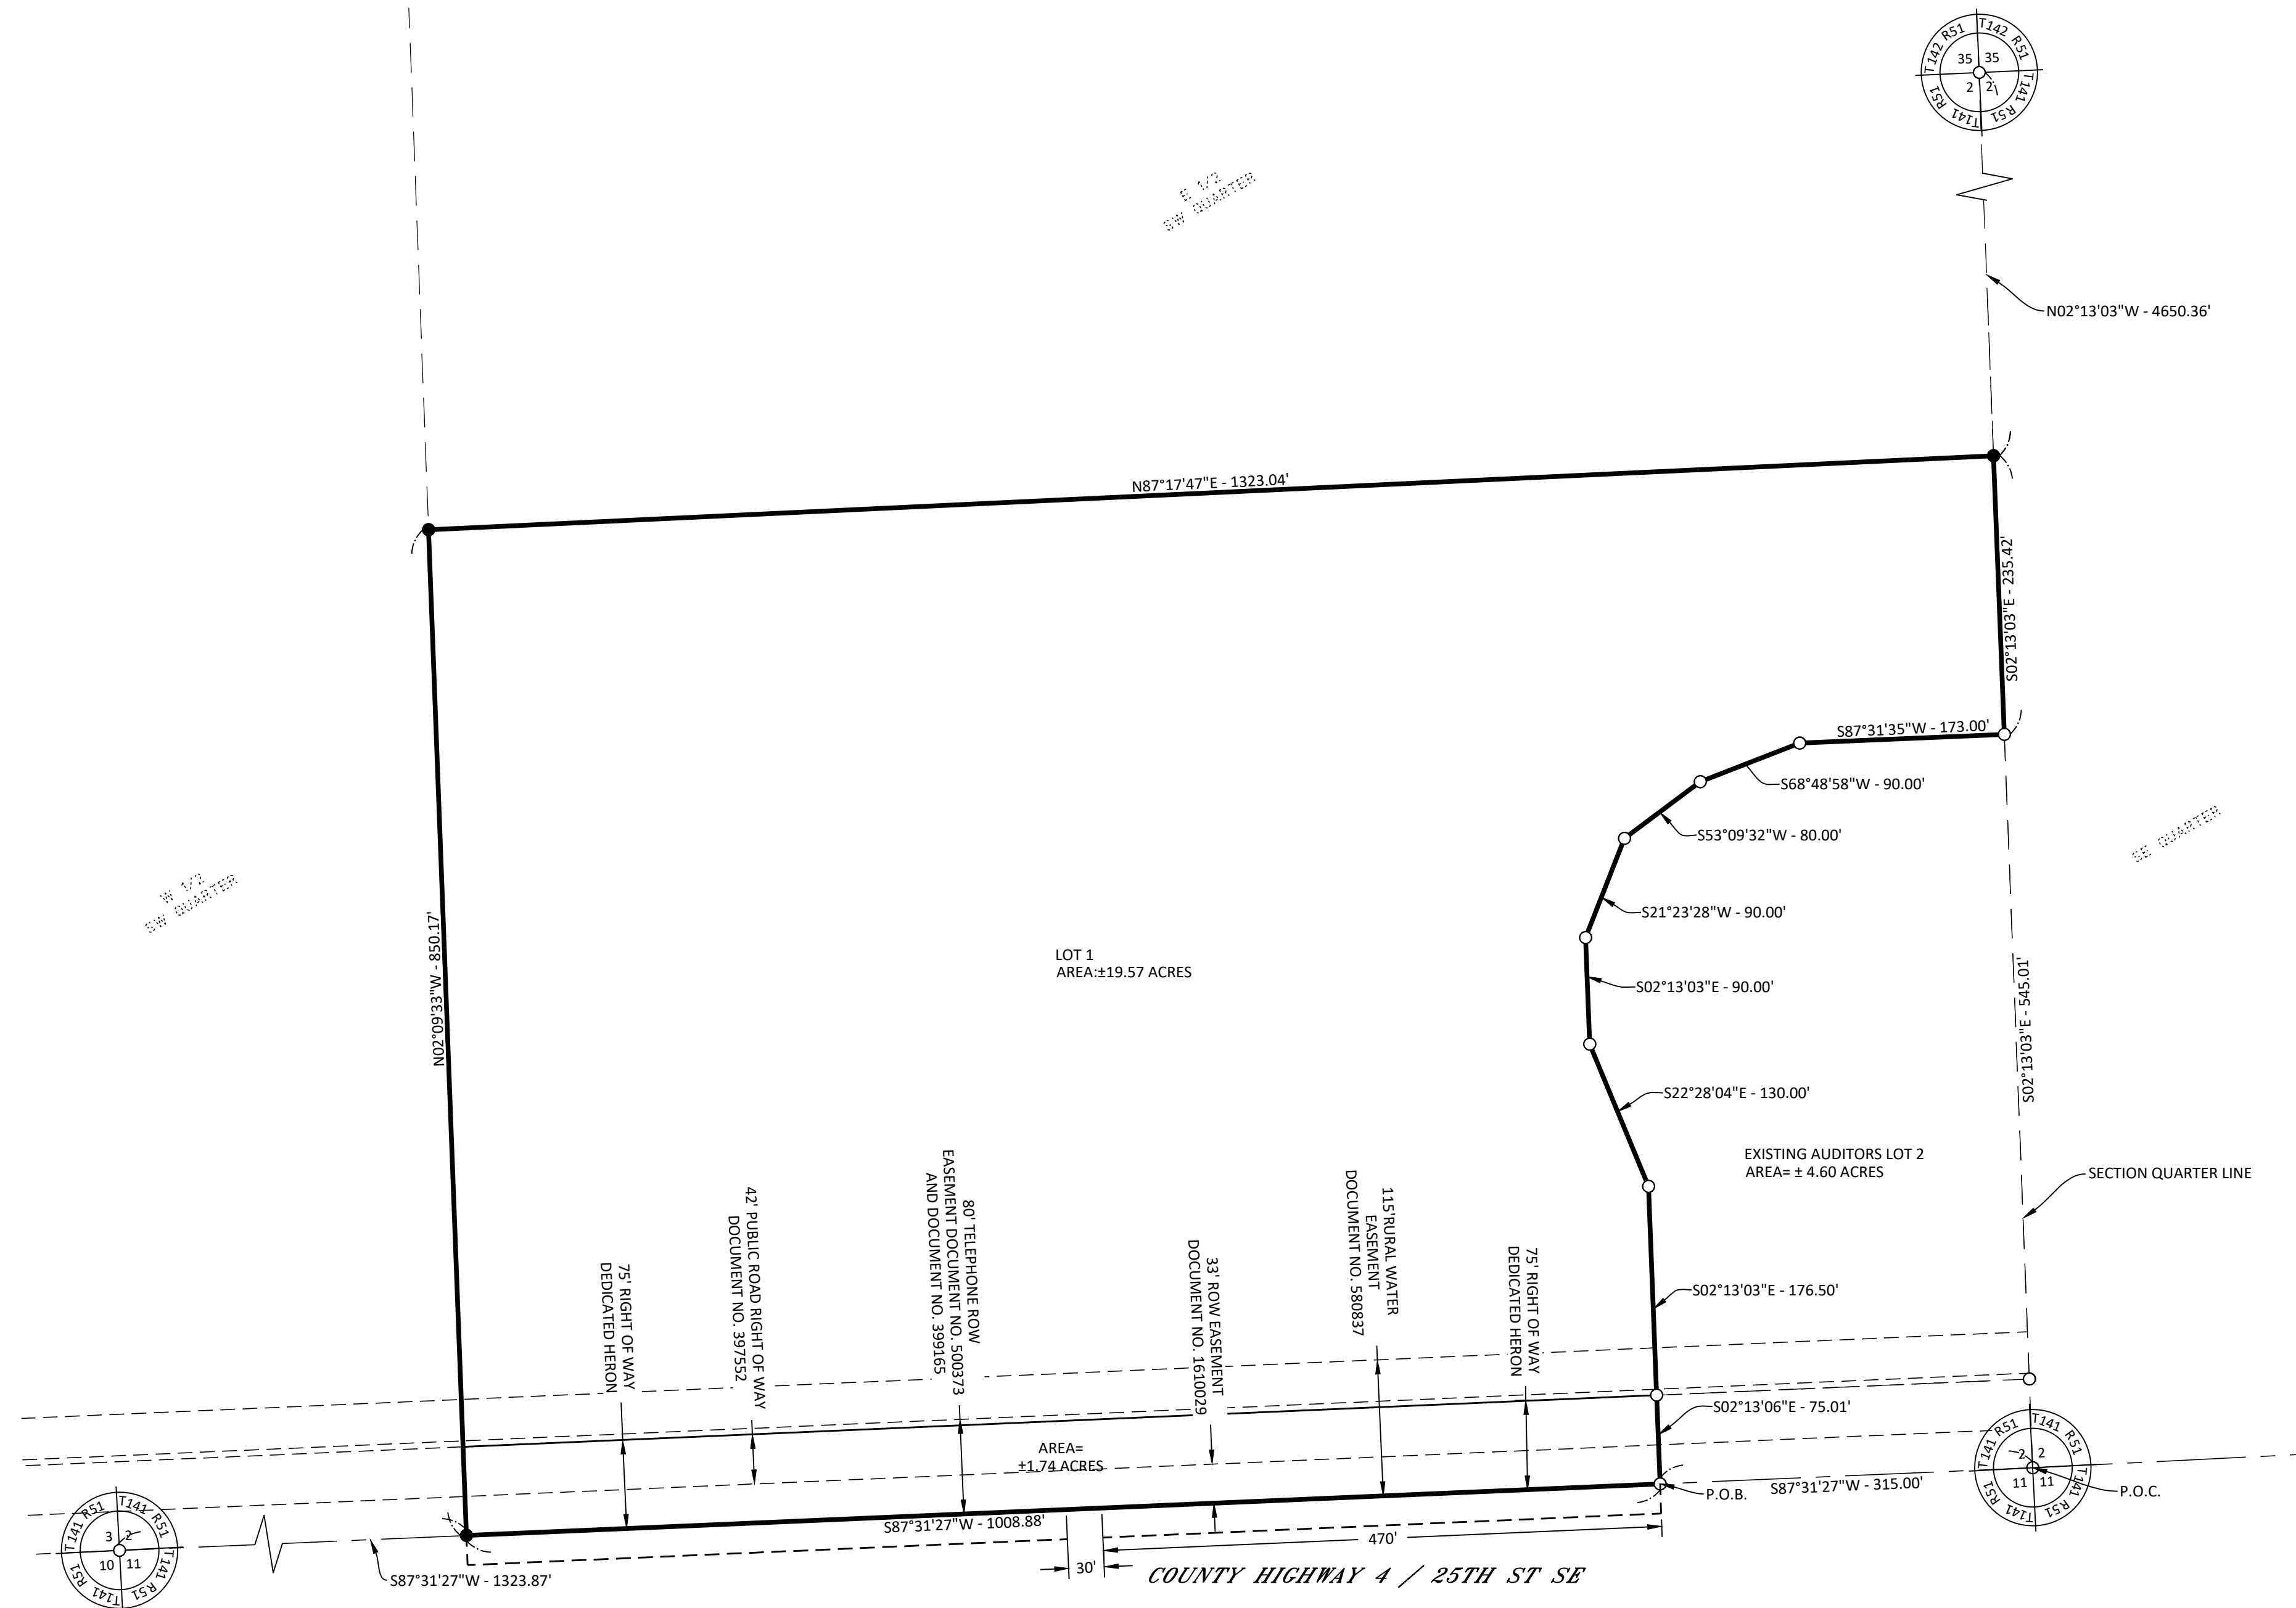 T142 R51
T142 R51
T141 R51
T141 R51
35 35
2 2
E 1/2
SW QUARTER
N02°13'03"W - 4650.36'
N87°17'47"E - 1323.04'
S02°13'03"E - 235.42'
S87°31'35"W - 173.00'
S68°48'58"W - 90.00'
S53°09'32"W - 80.00'
SE QUARTER
W 1/2
SW QUARTER
S21°23'28"W - 90.00'
N02°09'33"W - 850.17'
LOT 1
AREA:±19.57 ACRES
S02°13'03"E - 90.00'
S02°13'03"E - 545.01'
S22°28'04"E - 130.00'
EXISTING AUDITORS LOT 2
AREA= ± 4.60 ACRES
SECTION QUARTER LINE
75' RIGHT OF WAY
DEDICATED HERON
42' PUBLIC ROAD RIGHT OF WAY
DOCUMENT NO. 397552
80' TELEPHONE ROW
EASEMENT DOCUMENT NO. 500373
AND DOCUMENT NO. 399165
33' ROW EASEMENT
DOCUMENT NO. 1610029
115'RURAL WATER
EASEMENT
DOCUMENT NO. 580837
75' RIGHT OF WAY
DEDICATED HERON
S02°13'03"E - 176.50'
S02°13'06"E - 75.01'
AREA=
±1.74 ACRES
T141 R51
T141 R51
T141 R51
T141 R51
2 2
11 11
P.O.B.
S87°31'27"W - 315.00'
P.O.C.
T141 R51
T141 R51
T141 R51
T141 R51
3 2
10 11
S87°31'27"W - 1008.88'
470'
30'
S87°31'27"W - 1323.87'
COUNTY HIGHWAY 4 / 25TH ST SE